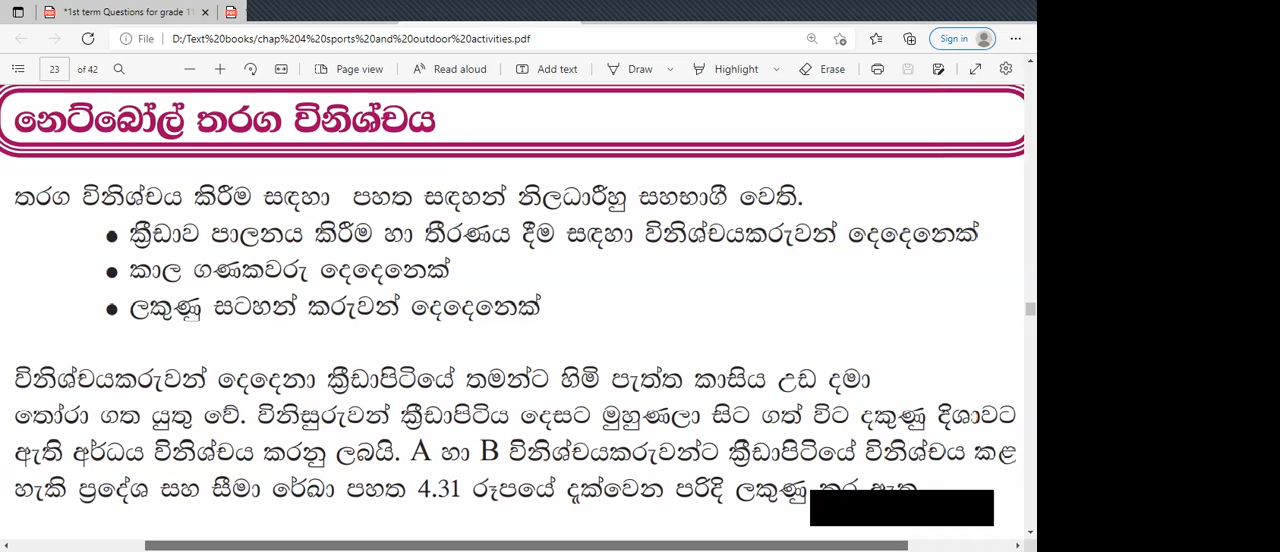 *1st term Questions for grade 1
File
D:/Text%20books/chap%204%20sports%20and%20outdoor%20activities.pdf
Sign in
23 of 42
Page view
Read aloud
Add text
Draw
Highlight
Erase
නෙට්බෝල් තරග විනිශ්චය
තරග විනිශ්චය කිරීම සඳහා පහත සඳහන් නිලධාරීහු සහභාගී වෙති.
● ක්‍රීඩාව පාලනය කිරීම හා තීරණය දීම සඳහා විනිශ්චයකරුවන් දෙදෙනෙක්
● කාල ගණකවරු දෙදෙනෙක්
● ලකුණු සටහන් කරුවන් දෙදෙනෙක්
විනිශ්චයකරුවන් දෙදෙනා ක්‍රීඩාපිටියේ තමන්ට හිමි පැත්ත කාසිය උඩ දමා
තෝරා ගත යුතු වේ. විනිසුරුවන් ක්‍රීඩාපිටිය දෙසට මුහුණලා සිට ගත් විට දකුණු දිශාවට
ඇති අර්ධය විනිශ්චය කරනු ලබයි. A හා B විනිශ්චයකරුවන්ට ක්‍රීඩාපිටියේ විනිශ්චය කළ
හැකි ප්‍රදේශ සහ සීමා රේඛා පහත 4.31 රූපයේ දැක්වෙන පරිදි ලකුණු